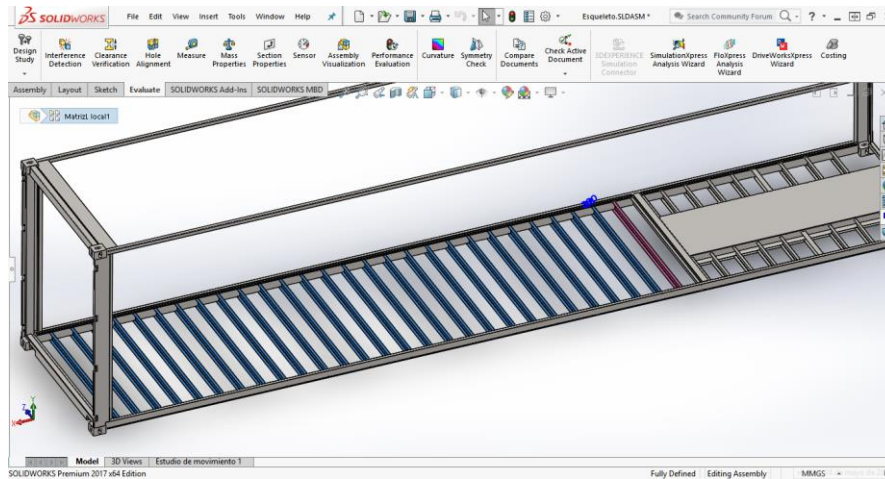 SOLIDWORKS File Edit View Insert Tools Window Help Esqueleto.SLDASM * Search Community Forum
Design Study
Interference Detection
Clearance Verification
Hole Alignment
Measure
Mass Properties
Section Properties
Sensor
Assembly Visualization
Performance Evaluation
Curvature
Symmetry Check
Compare Documents
Check Active Document
3DEXPERIENCE Simulation Connector
SimulationXpress Analysis Wizard
FloXpress Analysis Wizard
DriveWorksXpress Wizard
Costing
Assembly Layout Sketch Evaluate SOLIDWORKS Add-Ins SOLIDWORKS MBD
MatrizL local1
Y
Z
X
Model 3D Views Estudio de movimiento 1
SOLIDWORKS Premium 2017 x64 Edition Fully Defined Editing Assembly MMGS